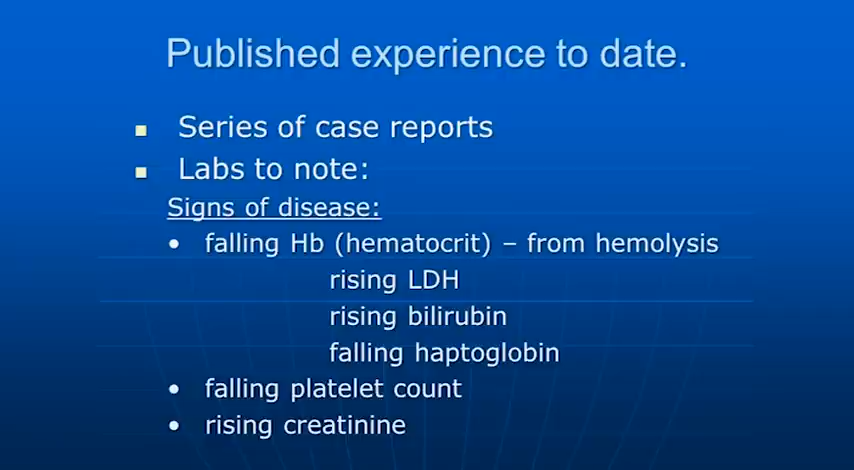 Published experience to date.
Series of case reports
Labs to note:
Signs of disease:
• falling Hb (hematocrit) – from hemolysis
rising LDH
rising bilirubin
falling haptoglobin
• falling platelet count
• rising creatinine